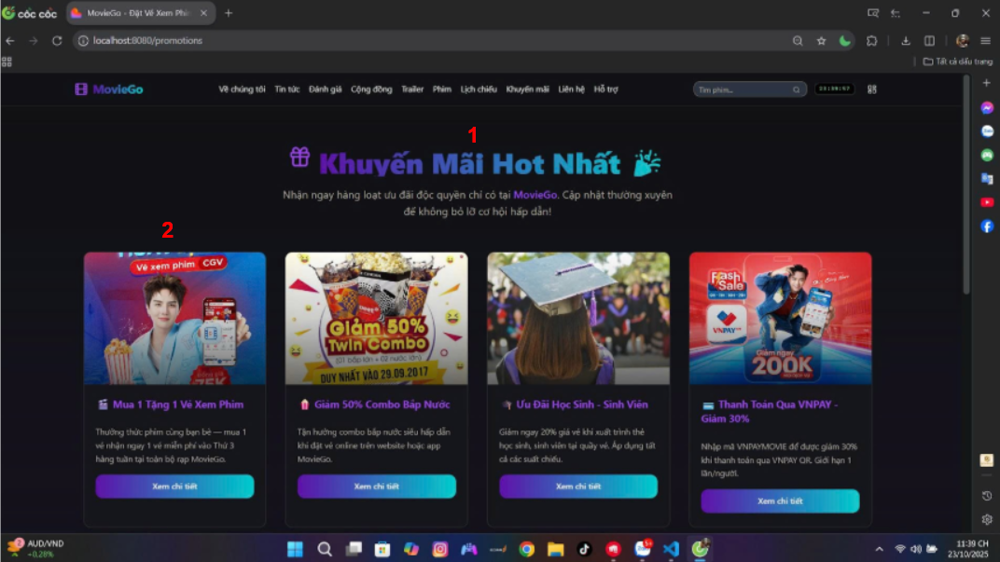 cốc cốc
MovieGo - Đặt Vé Xem Phi
localhost:8080/promotions
Tất cả dấu trang
MovieGo
Về chúng tôi Tin tức Đánh giá Cộng đồng Trailer Phim Lịch chiếu Khuyến mãi Liên hệ Hỗ trợ
Tìm phim...
1
Khuyến Mãi Hot Nhất
Nhận ngay hàng loạt ưu đãi độc quyền chỉ có tại MovieGo. Cập nhật thường xuyên
để không bỏ lỡ cơ hội hấp dẫn!
2
Vé xem phim CGV
75K
Giảm 50%
Twin Combo
(01 bắp lớn + 02 nước lớn)
DUY NHẤT VÀO 29.09.2017
Flash
Sale
VNPAY
Giảm ngay
200K
Mua 1 Tặng 1 Vé Xem Phim
Thưởng thức phim cùng bạn bè — mua 1
vé nhận ngay 1 vé miễn phí vào Thứ 3
hàng tuần tại toàn bộ rạp MovieGo.
Xem chi tiết
Giảm 50% Combo Bắp Nước
Tận hưởng combo bắp nước siêu hấp dẫn
khi đặt vé online trên website hoặc app
MovieGo.
Xem chi tiết
Ưu Đãi Học Sinh - Sinh Viên
Giảm ngay 20% giá vé khi xuất trình thẻ
học sinh, sinh viên tại quầy vé. Áp dụng tất
cả các suất chiếu.
Xem chi tiết
Thanh Toán Qua VNPAY -
Giảm 30%
Nhập mã VNPAYMOVIE để được giảm 30%
khi thanh toán qua VNPAY QR. Giới hạn 1
lần/người.
Xem chi tiết
2
AUD/VND
+0.28%
11:39 CH
23/10/2025